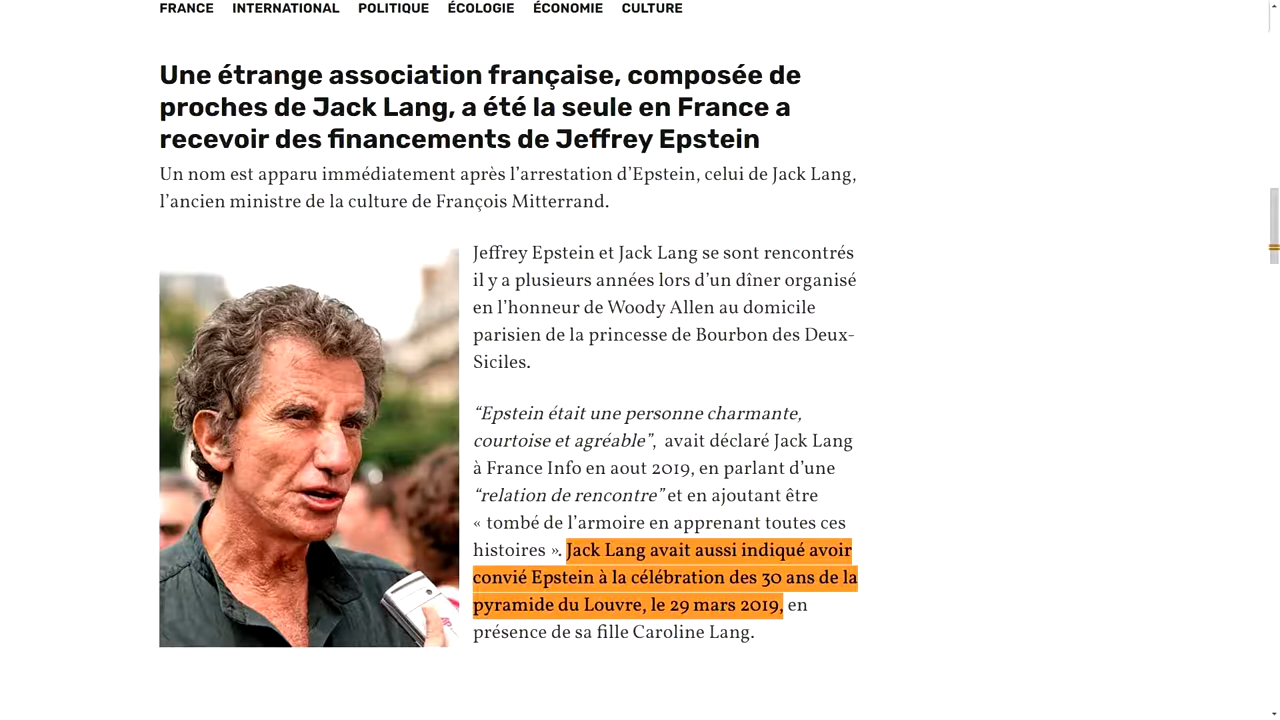 FRANCE INTERNATIONAL POLITIQUE ÉCOLOGIE ÉCONOMIE CULTURE
Une étrange association française, composée de
proches de Jack Lang, a été la seule en France a
recevoir des financements de Jeffrey Epstein
Un nom est apparu immédiatement après l’arrestation d’Epstein, celui de Jack Lang,
l’ancien ministre de la culture de François Mitterrand.
Jeffrey Epstein et Jack Lang se sont rencontrés
il y a plusieurs années lors d’un dîner organisé
en l’honneur de Woody Allen au domicile
parisien de la princesse de Bourbon des Deux-
Siciles.
“Epstein était une personne charmante,
courtoise et agréable”, avait déclaré Jack Lang
à France Info en aout 2019, en parlant d’une
“relation de rencontre” et en ajoutant être
« tombé de l’armoire en apprenant toutes ces
histoires ». Jack Lang avait aussi indiqué avoir
convié Epstein à la célébration des 30 ans de la
pyramide du Louvre, le 29 mars 2019, en
présence de sa fille Caroline Lang.